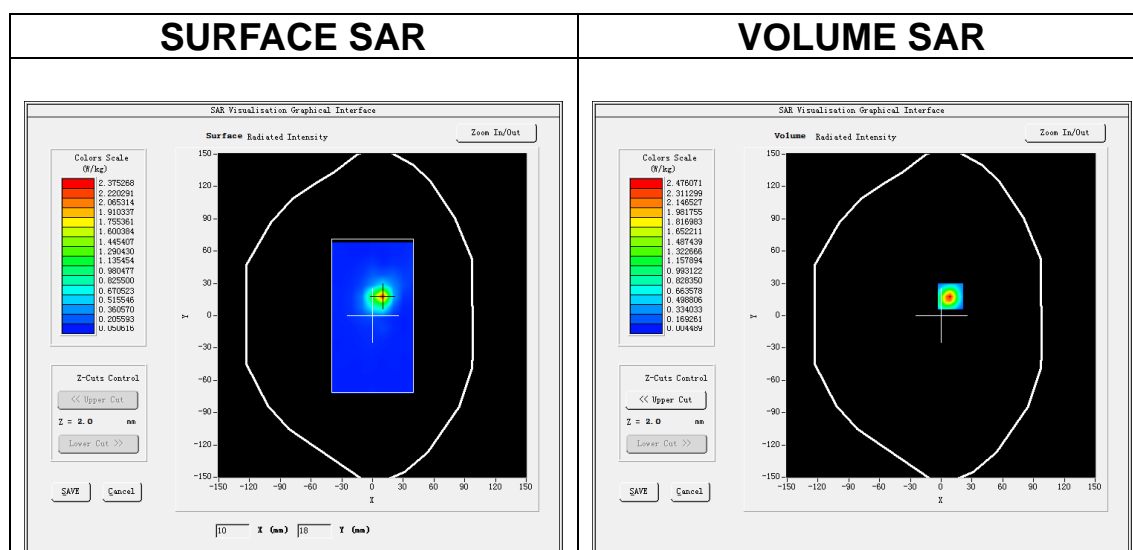 SURFACE SAR
VOLUME SAR
SAR Visualisation Graphical Interface
Surface Radiated Intensity
Zoom In/Out
Colors Scale
(W/kg)
2.375268
2.220291
2.065314
1.910337
1.755361
1.600384
1.445407
1.290430
1.135454
0.980477
0.825500
0.670523
0.515546
0.360570
0.205593
0.050616
150
120
90
60
30
0
-30
-60
-90
-120
-150
Y
-150 -120 -90 -60 -30 0 30 60 90 120 150
X
Z-Cuts Control
<< Upper Cut
Z = 2.0 mm
Lower Cut >>
SAVE Cancel
10 X (mm) 18 Y (mm)
SAR Visualisation Graphical Interface
Volume Radiated Intensity
Zoom In/Out
Colors Scale
(W/kg)
2.476071
2.311299
2.146527
1.981755
1.816983
1.652211
1.487439
1.322666
1.157894
0.993122
0.828350
0.663578
0.498806
0.334033
0.169261
0.004489
150
120
90
60
30
0
-30
-60
-90
-120
-150
Y
-150 -120 -90 -60 -30 0 30 60 90 120 150
X
Z-Cuts Control
<< Upper Cut
Z = 2.0 mm
Lower Cut >>
SAVE Cancel